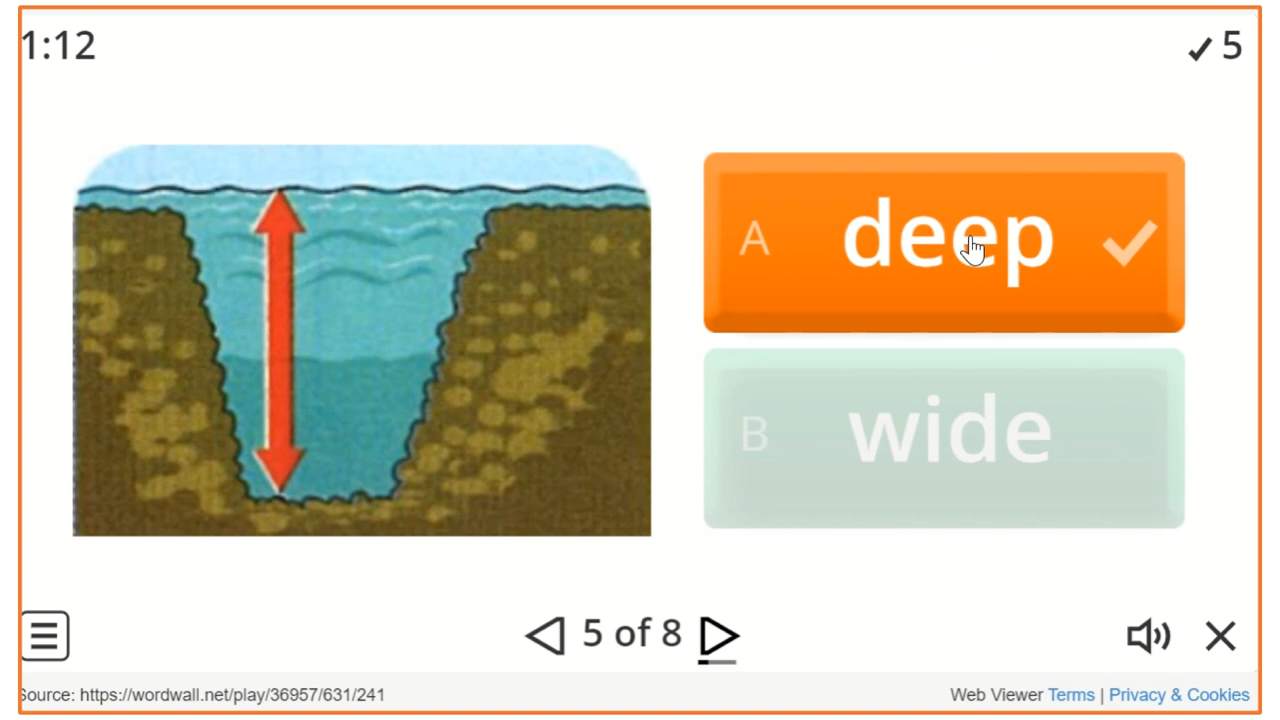 1:12
✓ 5
A deep ✓
B wide
5 of 8
Source: https://wordwall.net/play/36957/631/241
Web Viewer Terms | Privacy & Cookies